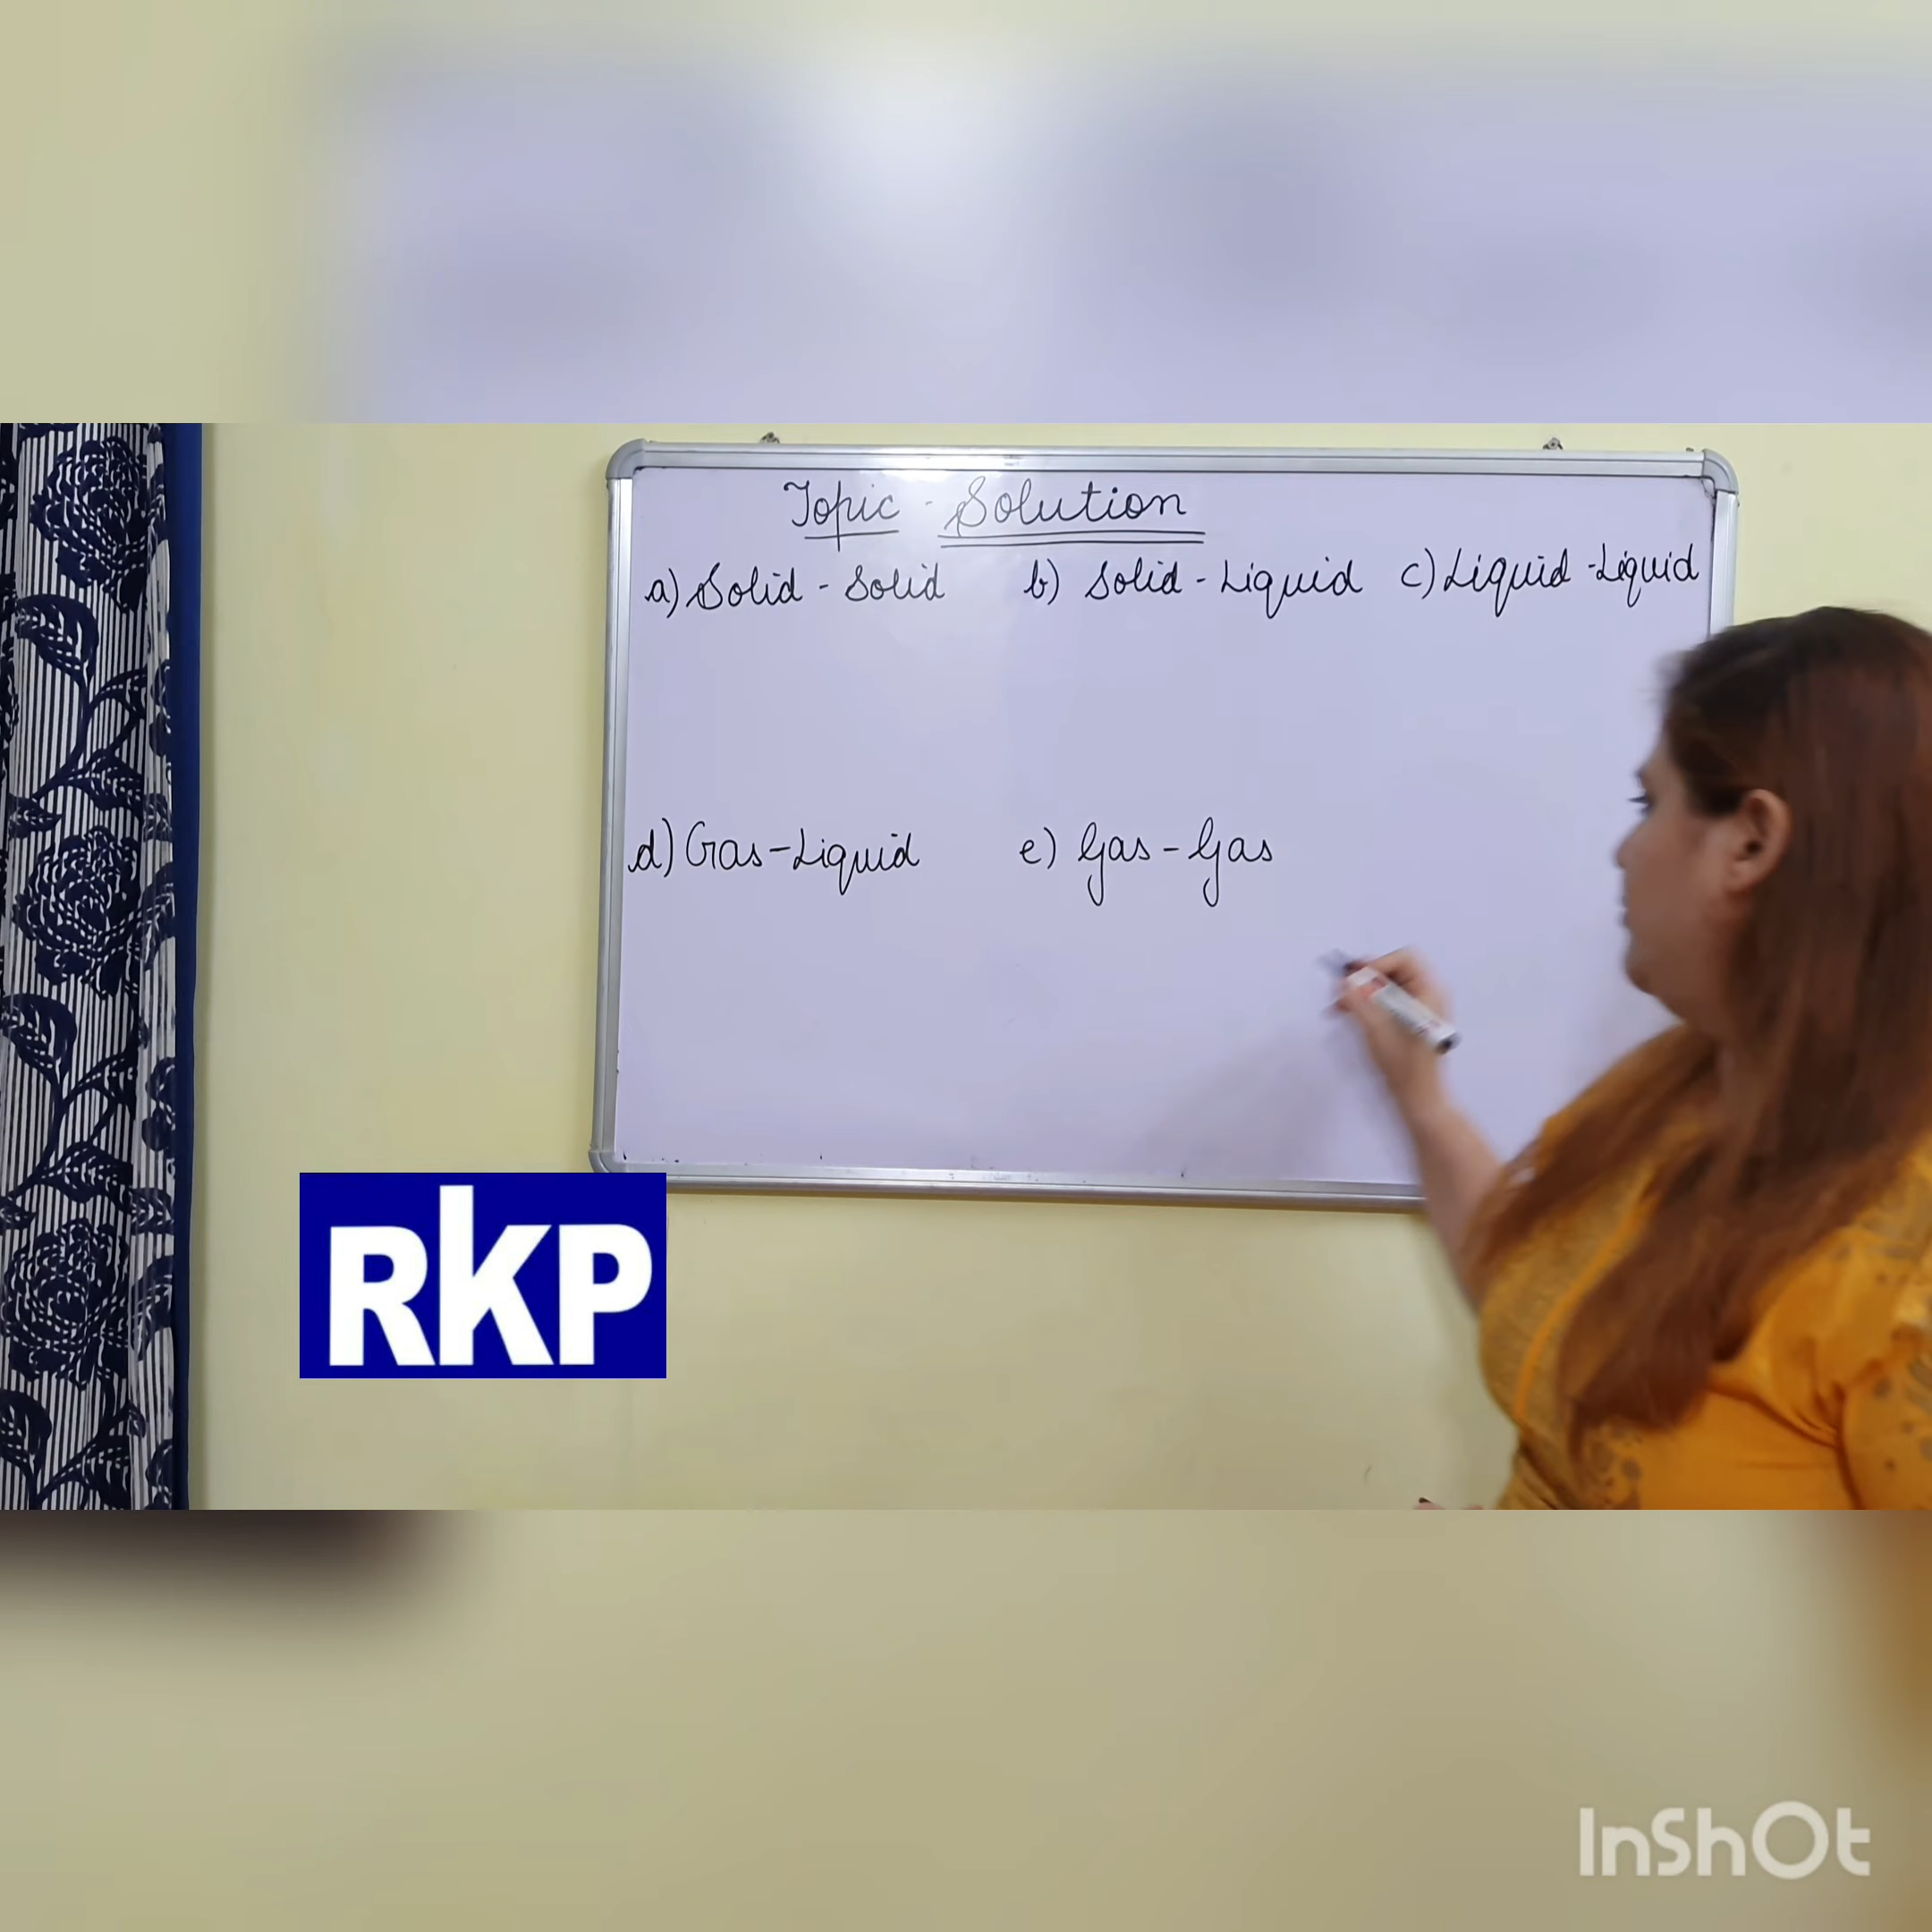 Topic - Solution
a) Solid - Solid b) Solid - Liquid c) Liquid - Liquid
d) Gas - Liquid e) Gas - Gas
RKP
InShOt